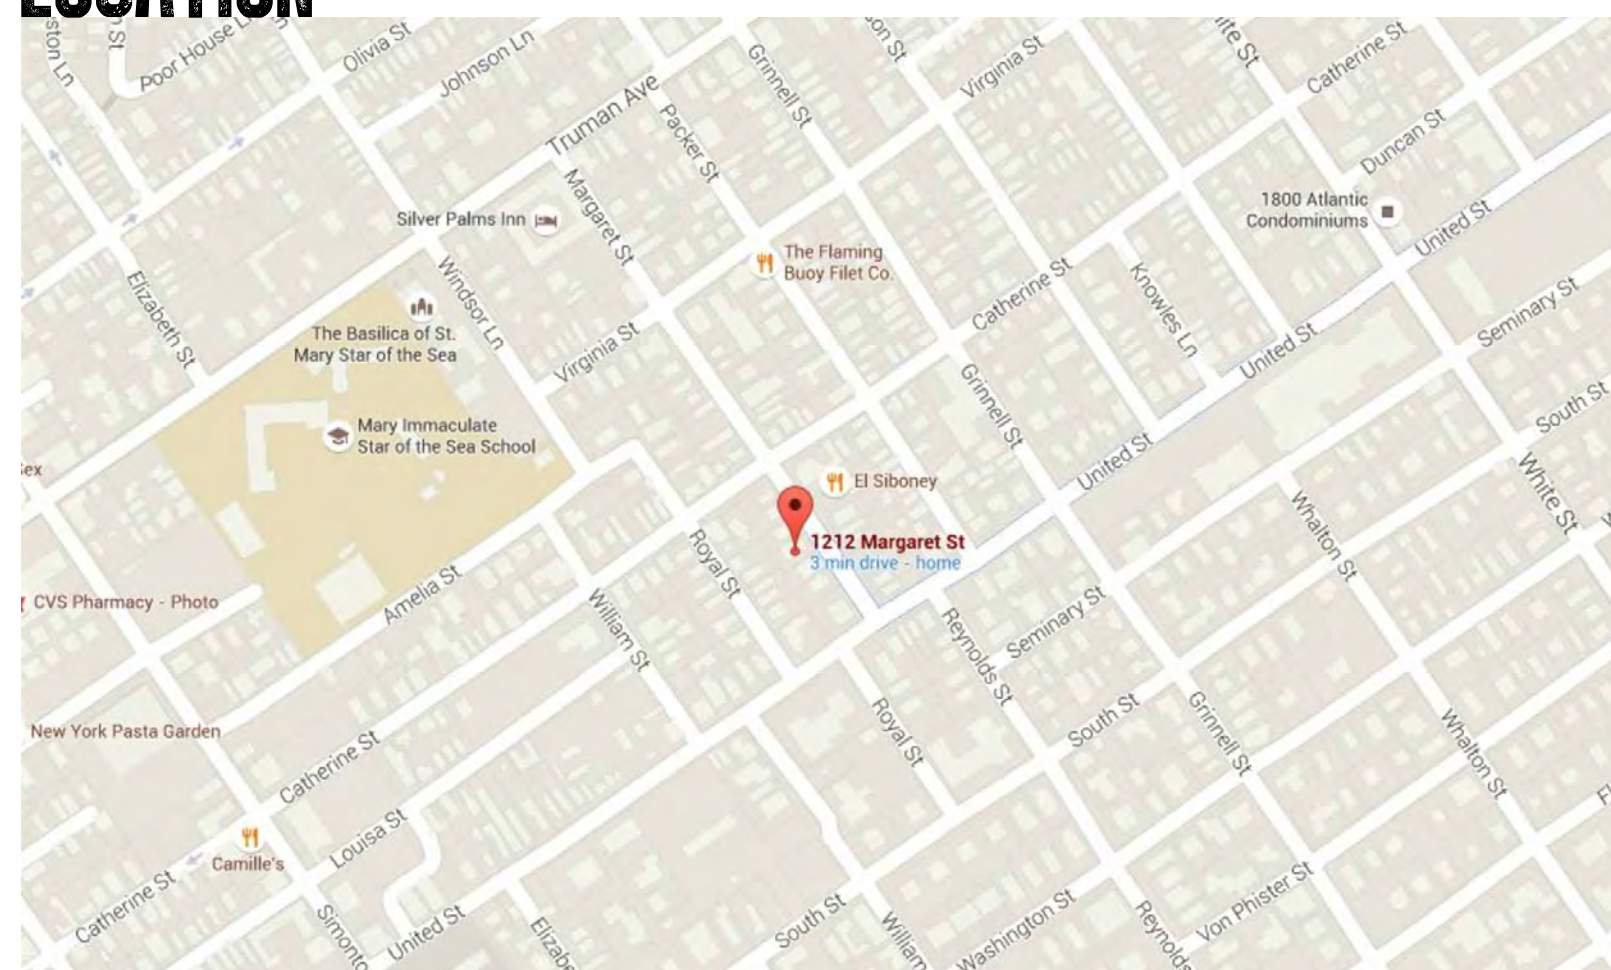 LOCATION
Poor House L
Olivia St
Johnson Ln
Truman Ave
Grinnell St
Virginia St
Catherine St
Duncan St
Packer St
Margaret St
Silver Palms Inn
1800 Atlantic
Condominiums
United St
The Flaming
Buoy Filet Co.
Elizabeth St
Windsor Ln
The Basilica of St.
Mary Star of the Sea
Virginia St
Catherine St
Knowles Ln
United St
Seminary St
Mary Immaculate
Star of the Sea School
Grinnell St
United St
South St
White St
El Siboney
1212 Margaret St
3 min drive - home
Whalton St
Royal St
CVS Pharmacy - Photo
Amelia St
William St
Reynolds St
Seminary St
New York Pasta Garden
Catherine St
Royal St
South St
Grinnell St
Whalton St
Louisa St
Camille's
Catherine St
Simonto
United St
Elizabe
South St
William
Washington St
Reynolds
Von Phister St